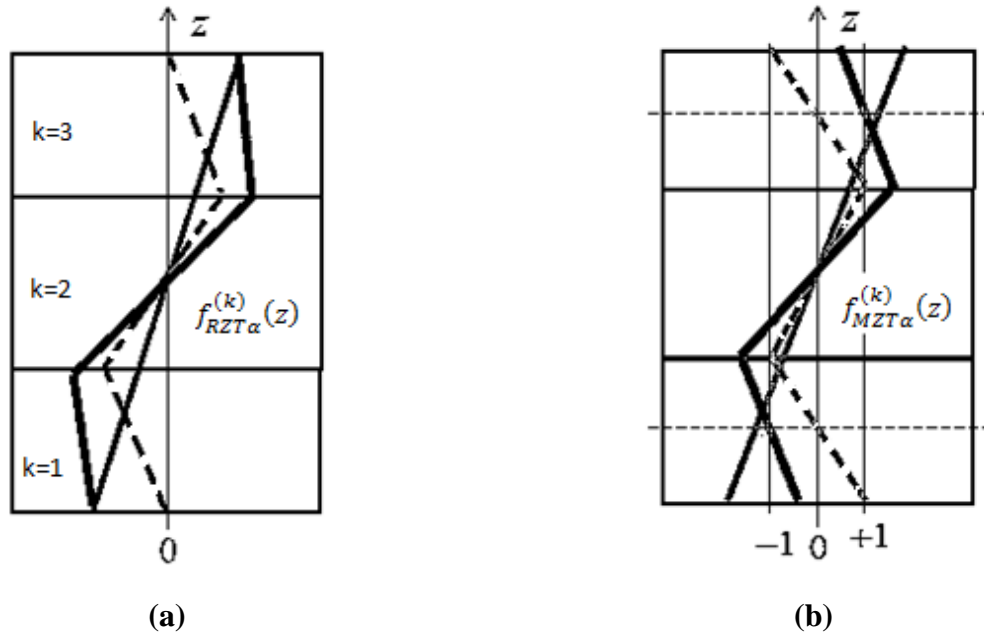 z
k=3
k=2
f_{RZTα}^{(k)}(z)
k=1
0
(a)
z
f_{MZTα}^{(k)}(z)
−1 0 +1
(b)